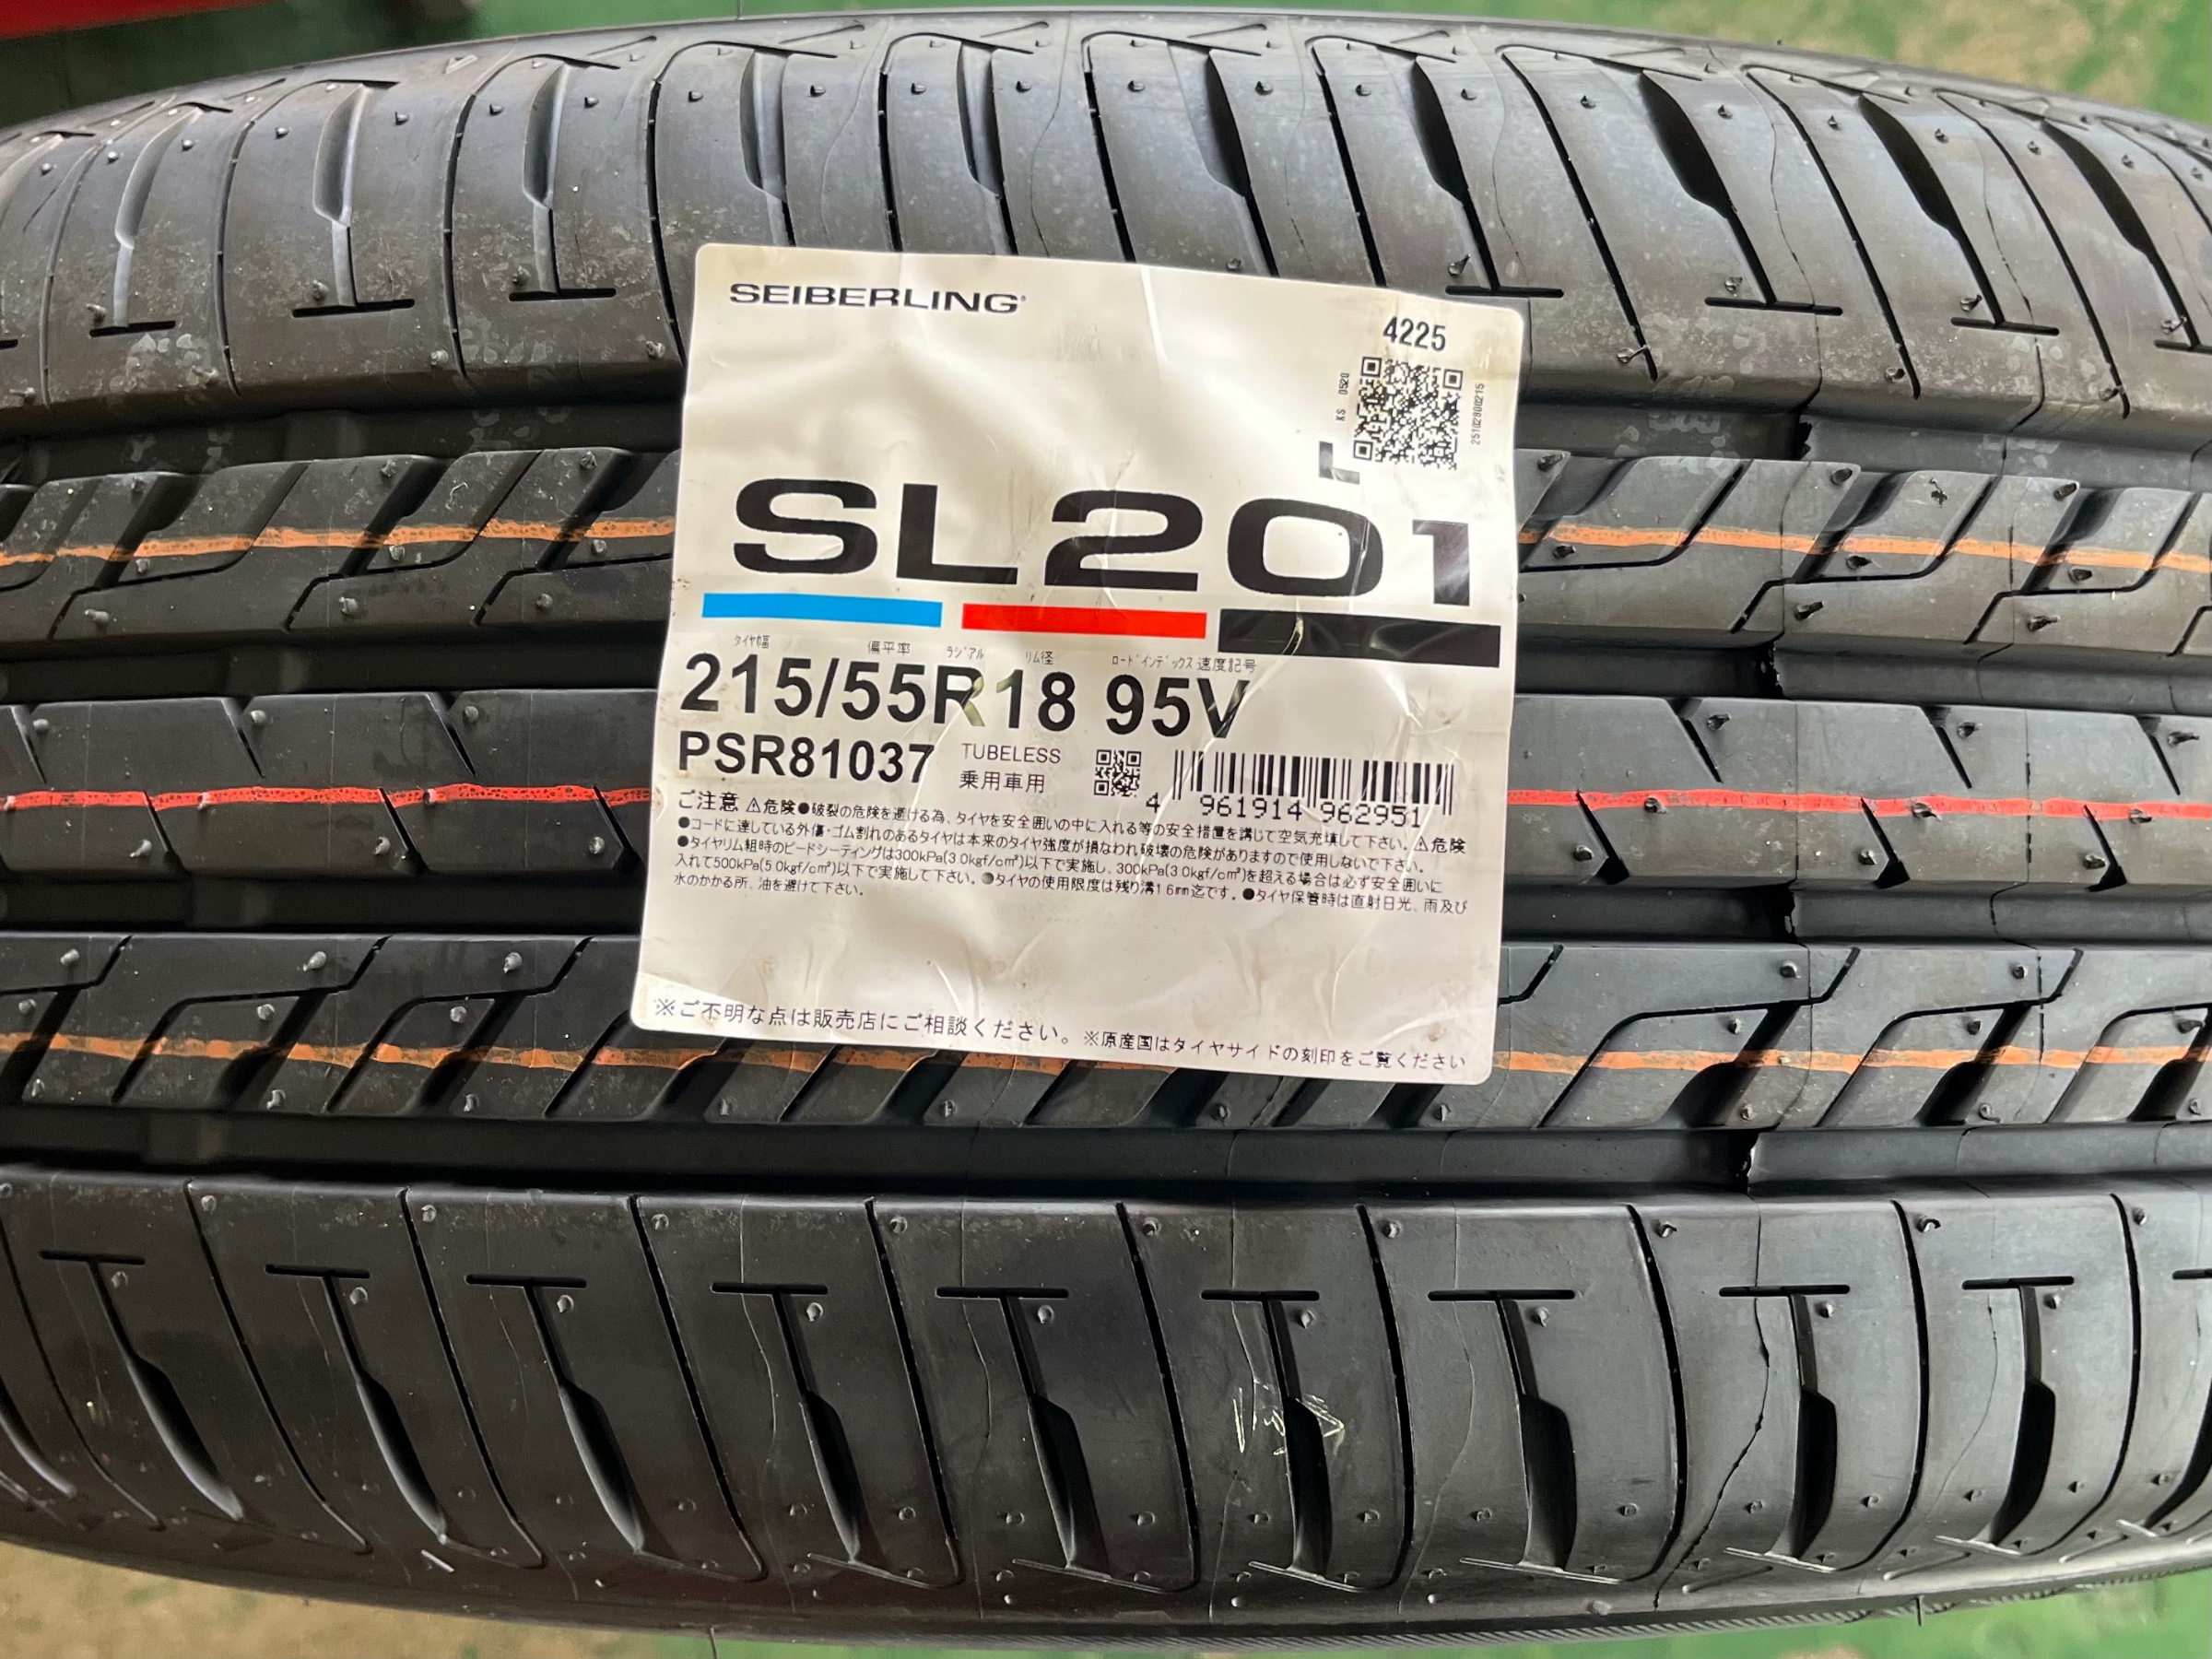 SEIBERLING
4225
KS 0520
25102800215
SL201
タイヤ幅 偏平率 ラジアル リム径 ロードインデックス 速度記号
215/55R18 95V
PSR81037 TUBELESS
乗用車用
4 961914 962951
ご注意 ⚠危険●破裂の危険を避ける為、タイヤを安全囲いの中に入れる等の安全措置を講じて空気充填して下さい。⚠危険
●コードに達している外傷・ゴム割れのあるタイヤは本来のタイヤ強度が損なわれ破壊の危険がありますので使用しないで下さい。
●タイヤリム組時のビードシーティングは300kPa(3.0kgf/c㎡)以下で実施し、300kPa(3.0kgf/c㎡)を超える場合は必ず安全囲いに
入れて500kPa(5.0kgf/c㎡)以下で実施して下さい。●タイヤの使用限度は残り溝1.6mm迄です。●タイヤ保管時は直射日光、雨及び
水のかかる所、油を避けて下さい。
※ご不明な点は販売店にご相談ください。※原産国はタイヤサイドの刻印をご覧ください